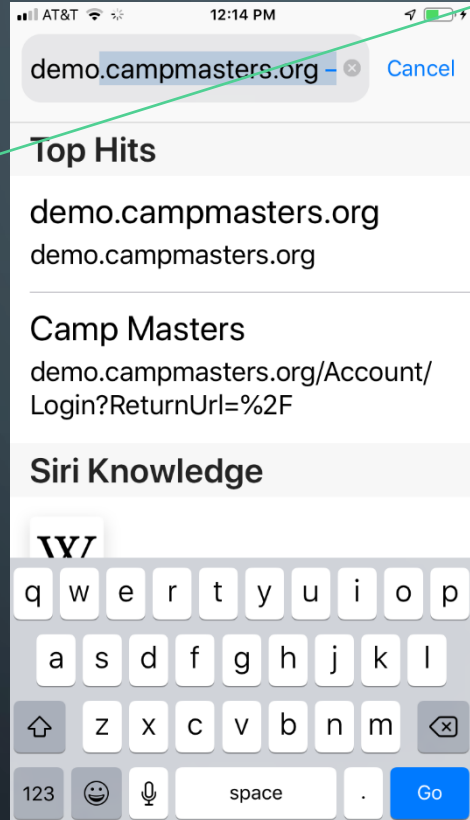 AT&T 12:14 PM
demo.campmasters.org – Cancel
Top Hits
demo.campmasters.org
demo.campmasters.org
Camp Masters
demo.campmasters.org/Account/
Login?ReturnUrl=%2F
Siri Knowledge
W
q w e r t y u i o p
a s d f g h j k l
z x c v b n m
123 space . Go